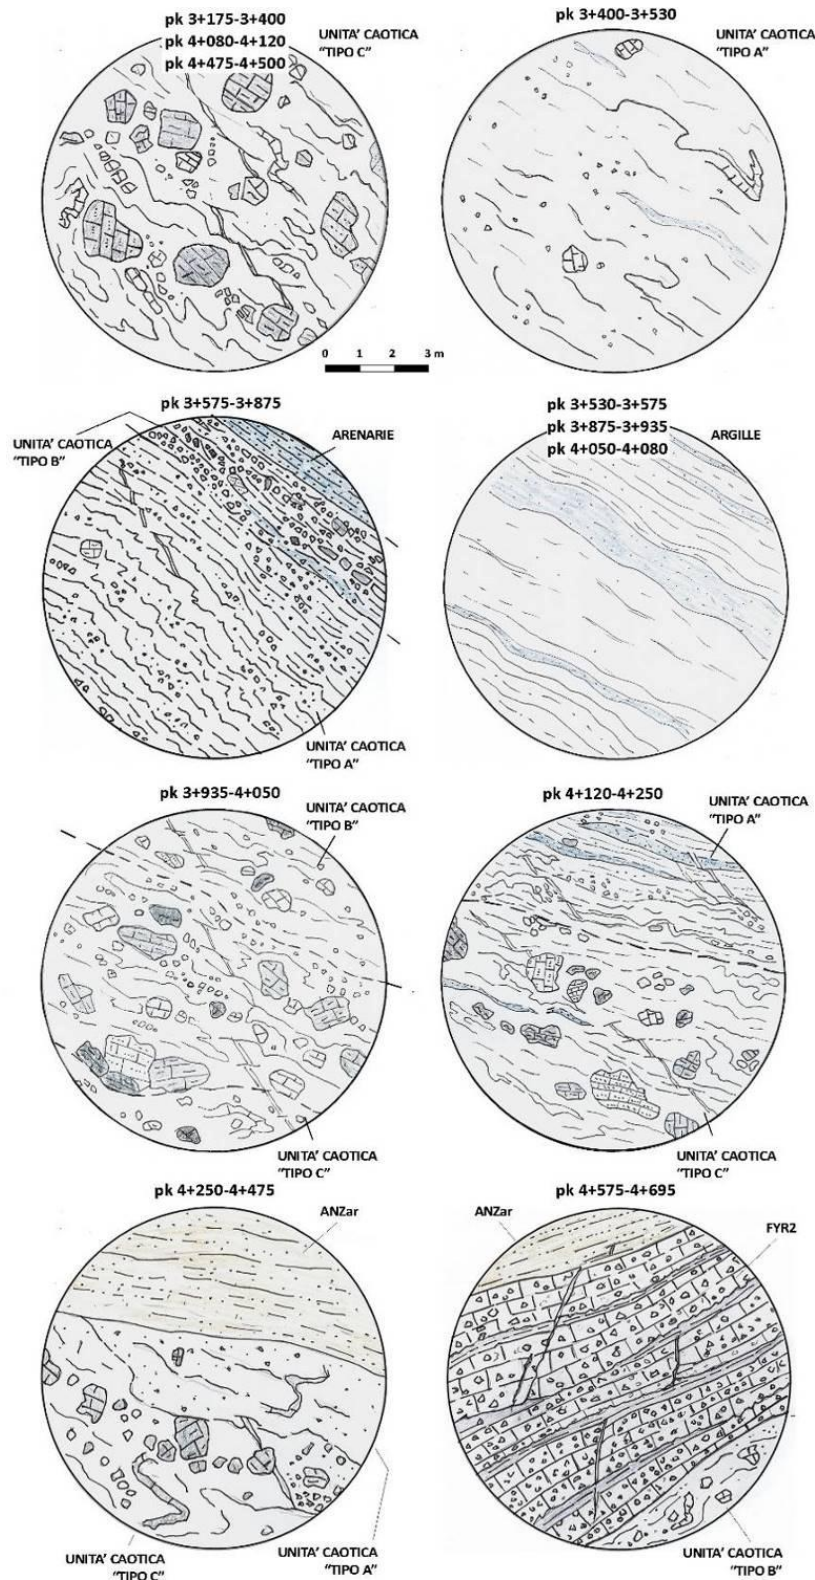 pk 3+175-3+400
pk 4+080-4+120
pk 4+475-4+500
UNITA’ CAOTICA
“TIPO C”
pk 3+400-3+530
UNITA’ CAOTICA
“TIPO A”
0 1 2 3 m
pk 3+575-3+875
UNITA’ CAOTICA
“TIPO B”
ARENARIE
UNITA’ CAOTICA
“TIPO A”
pk 3+530-3+575
pk 3+875-3+935
pk 4+050-4+080
ARGILLE
pk 3+935-4+050
UNITA’ CAOTICA
“TIPO B”
UNITA’ CAOTICA
“TIPO C”
pk 4+120-4+250
UNITA’ CAOTICA
“TIPO A”
UNITA’ CAOTICA
“TIPO C”
pk 4+250-4+475
ANZar
UNITA’ CAOTICA
“TIPO C”
UNITA’ CAOTICA
“TIPO A”
pk 4+575-4+695
ANZar
FYR2
UNITA’ CAOTICA
“TIPO B”